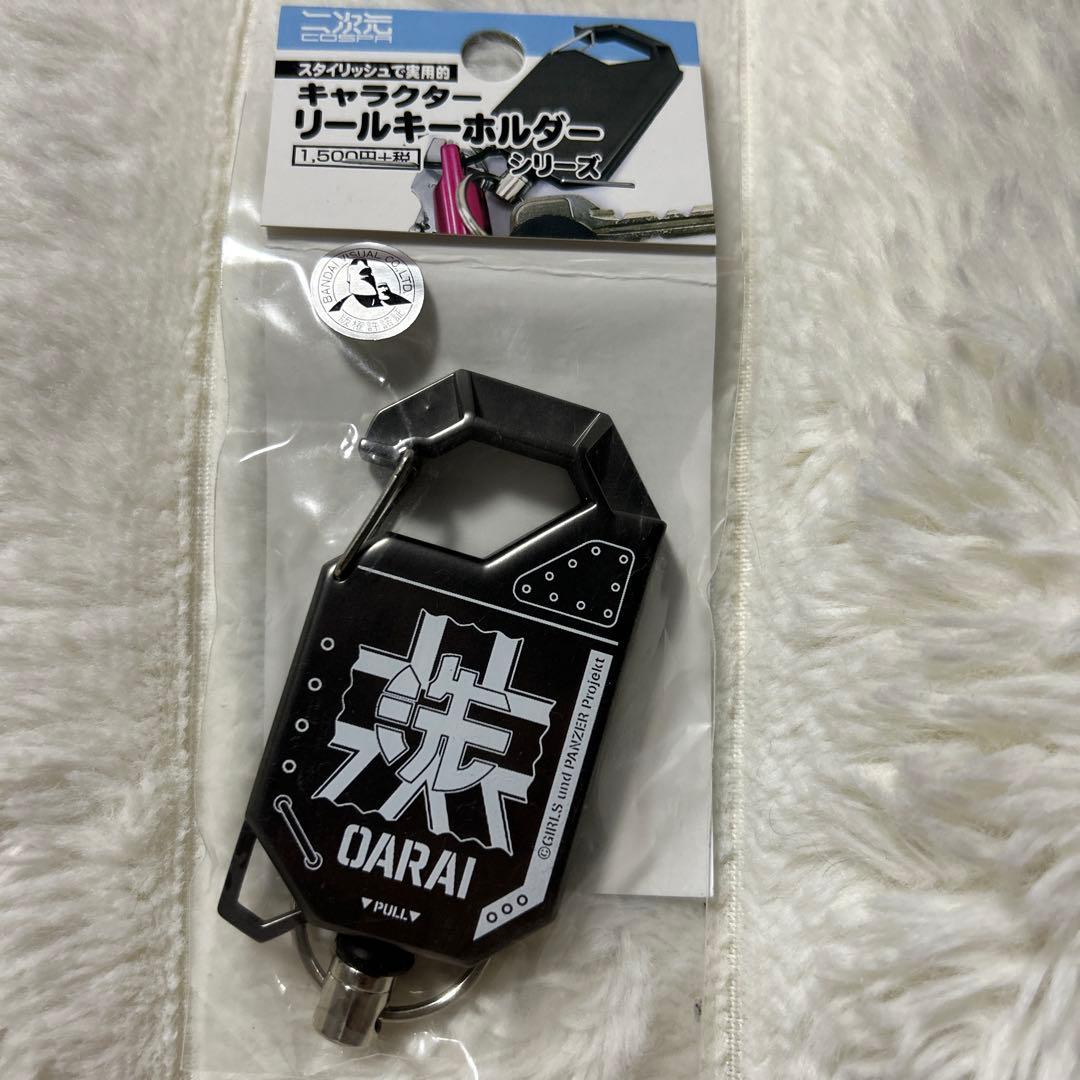 二次元
COSPA
スタイリッシュで実用的
キャラクター
リールキーホルダー
シリーズ
1,500円+税
BANDAI VISUAL CO.,LTD.
版権許諾証
洗
OARAI
▼PULL▼
©GIRLS und PANZER Projekt